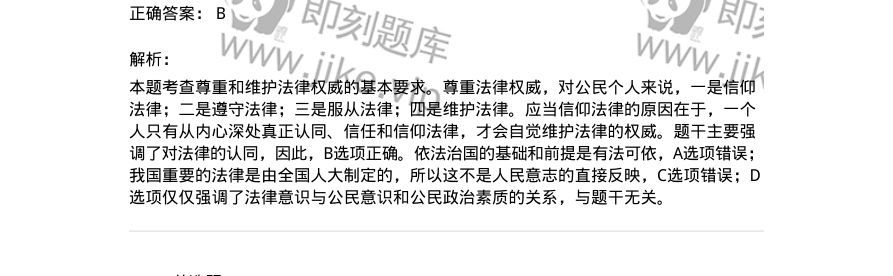 正确答案： B
即刻题库
www.jike.vip
解析：
本题考查尊重和维护法律权威的基本要求。尊重法律权威，对公民个人来说，一是信仰
法律；二是遵守法律；三是服从法律；四是维护法律。应当信仰法律的原因在于，一个
人只有从内心深处真正认同、信任和信仰法律，才会自觉维护法律的权威。题干主要强
调了对法律的认同，因此，B选项正确。依法治国的基础和前提是有法可依，A选项错误；
我国重要的法律是由全国人大制定的，所以这不是人民意志的直接反映，C选项错误；D
选项仅仅强调了法律意识与公民意识和公民政治素质的关系，与题干无关。